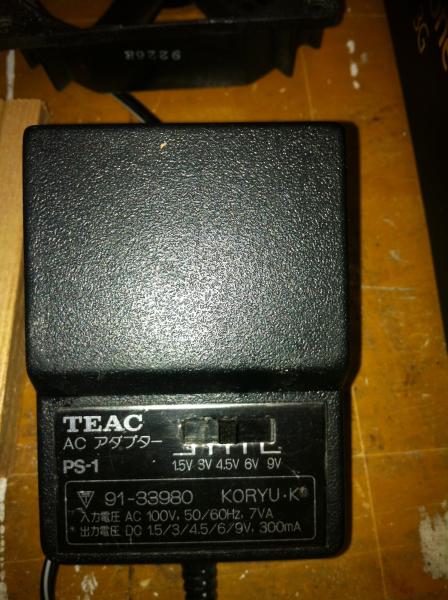 9226R
TEAC
AC アダプター
PS-1
1.5V 3V 4.5V 6V 9V
91-33980 KORYU・K
入力電圧 AC 100V, 50/60Hz, 7VA
出力電圧 DC 1.5/3/4.5/6/9V, 300mA